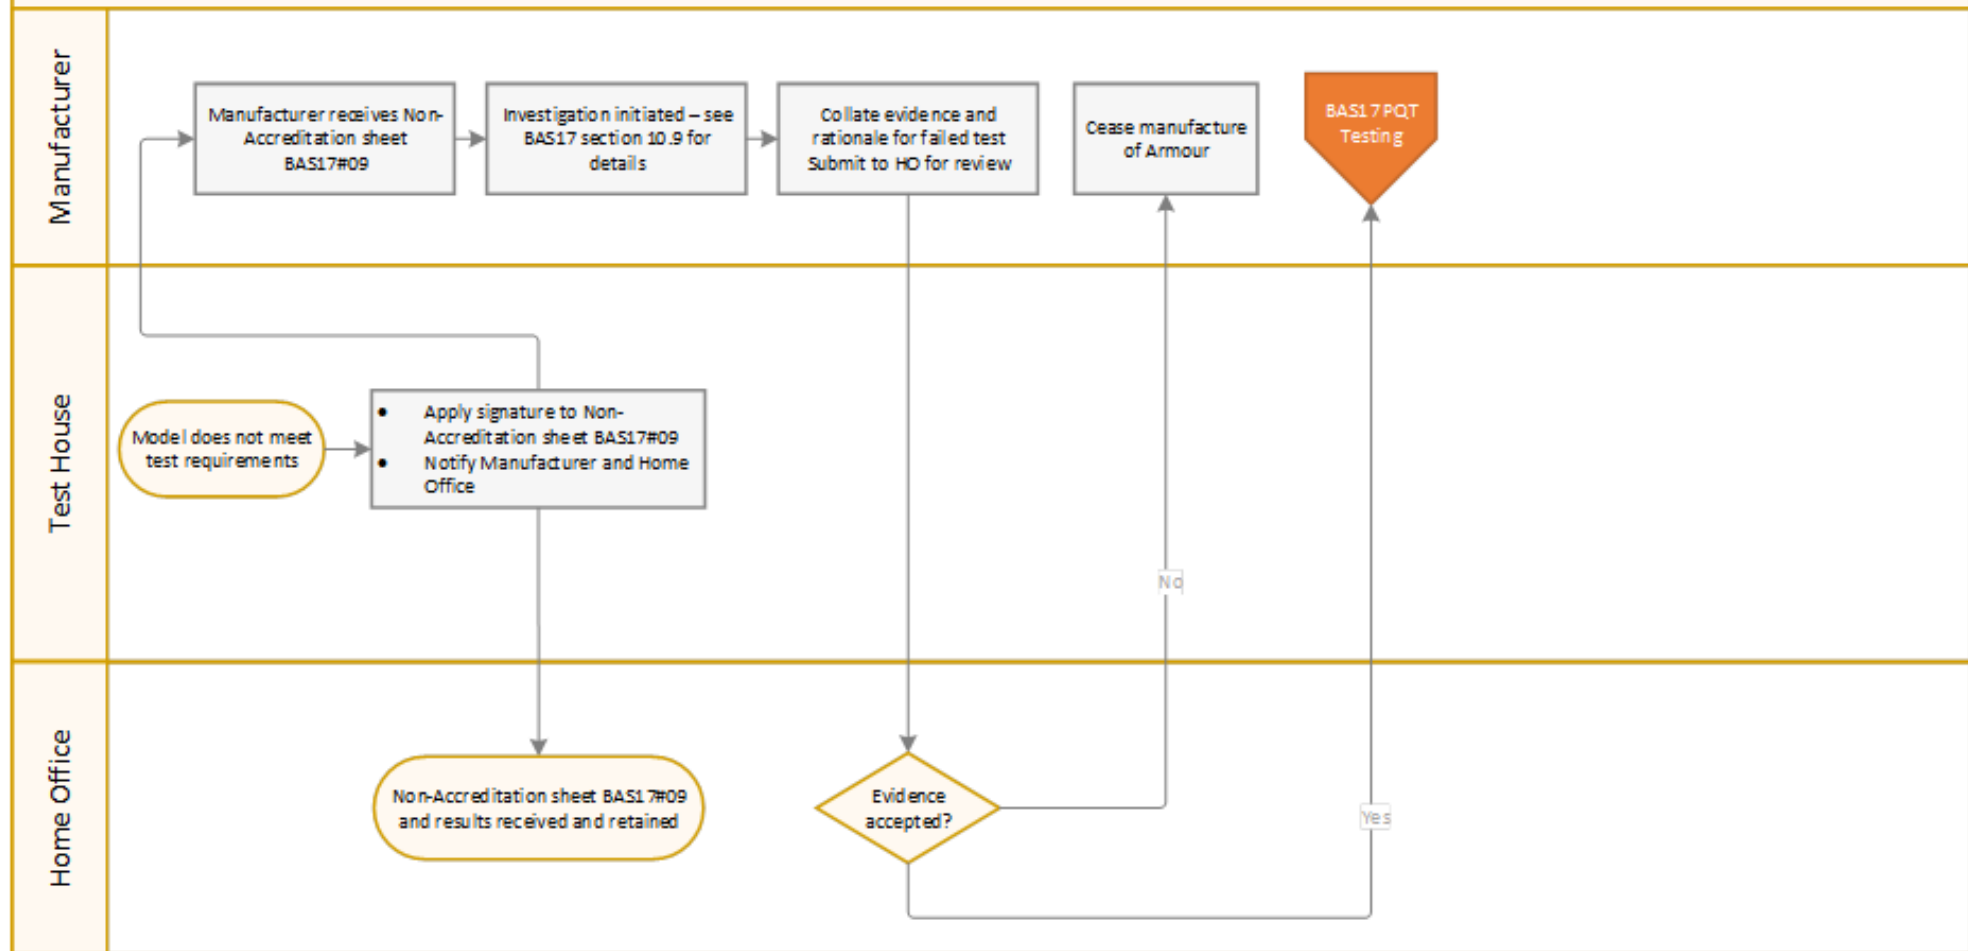 Manufacturer
Manufacturer receives Non-
Accreditation sheet
BAS17#09
Investigation initiated – see
BAS17 section 10.9 for
details
Collate evidence and
rationale for failed test
Submit to HO for review
Cease manufacture
of Armour
BAS17 PQT
Testing
Test House
Model does not meet
test requirements
• Apply signature to Non-
Accreditation sheet BAS17#09
• Notify Manufacturer and Home
Office
No
Home Office
Non-Accreditation sheet BAS17#09
and results received and retained
Evidence
accepted?
Yes